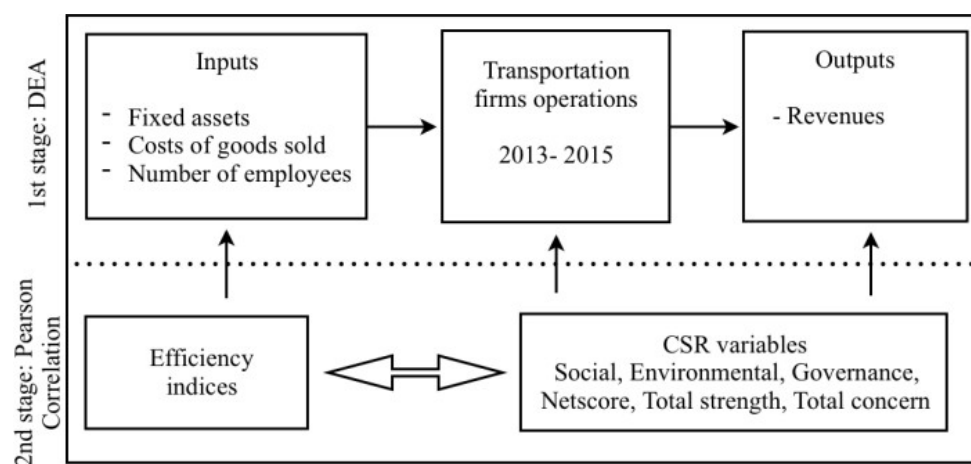 1st stage: DEA
Inputs
- Fixed assets
- Costs of goods sold
- Number of employees
Transportation
firms operations
2013- 2015
Outputs
- Revenues
2nd stage: Pearson
Correlation
Efficiency
indices
CSR variables
Social, Environmental, Governance,
Netscore, Total strength, Total concern